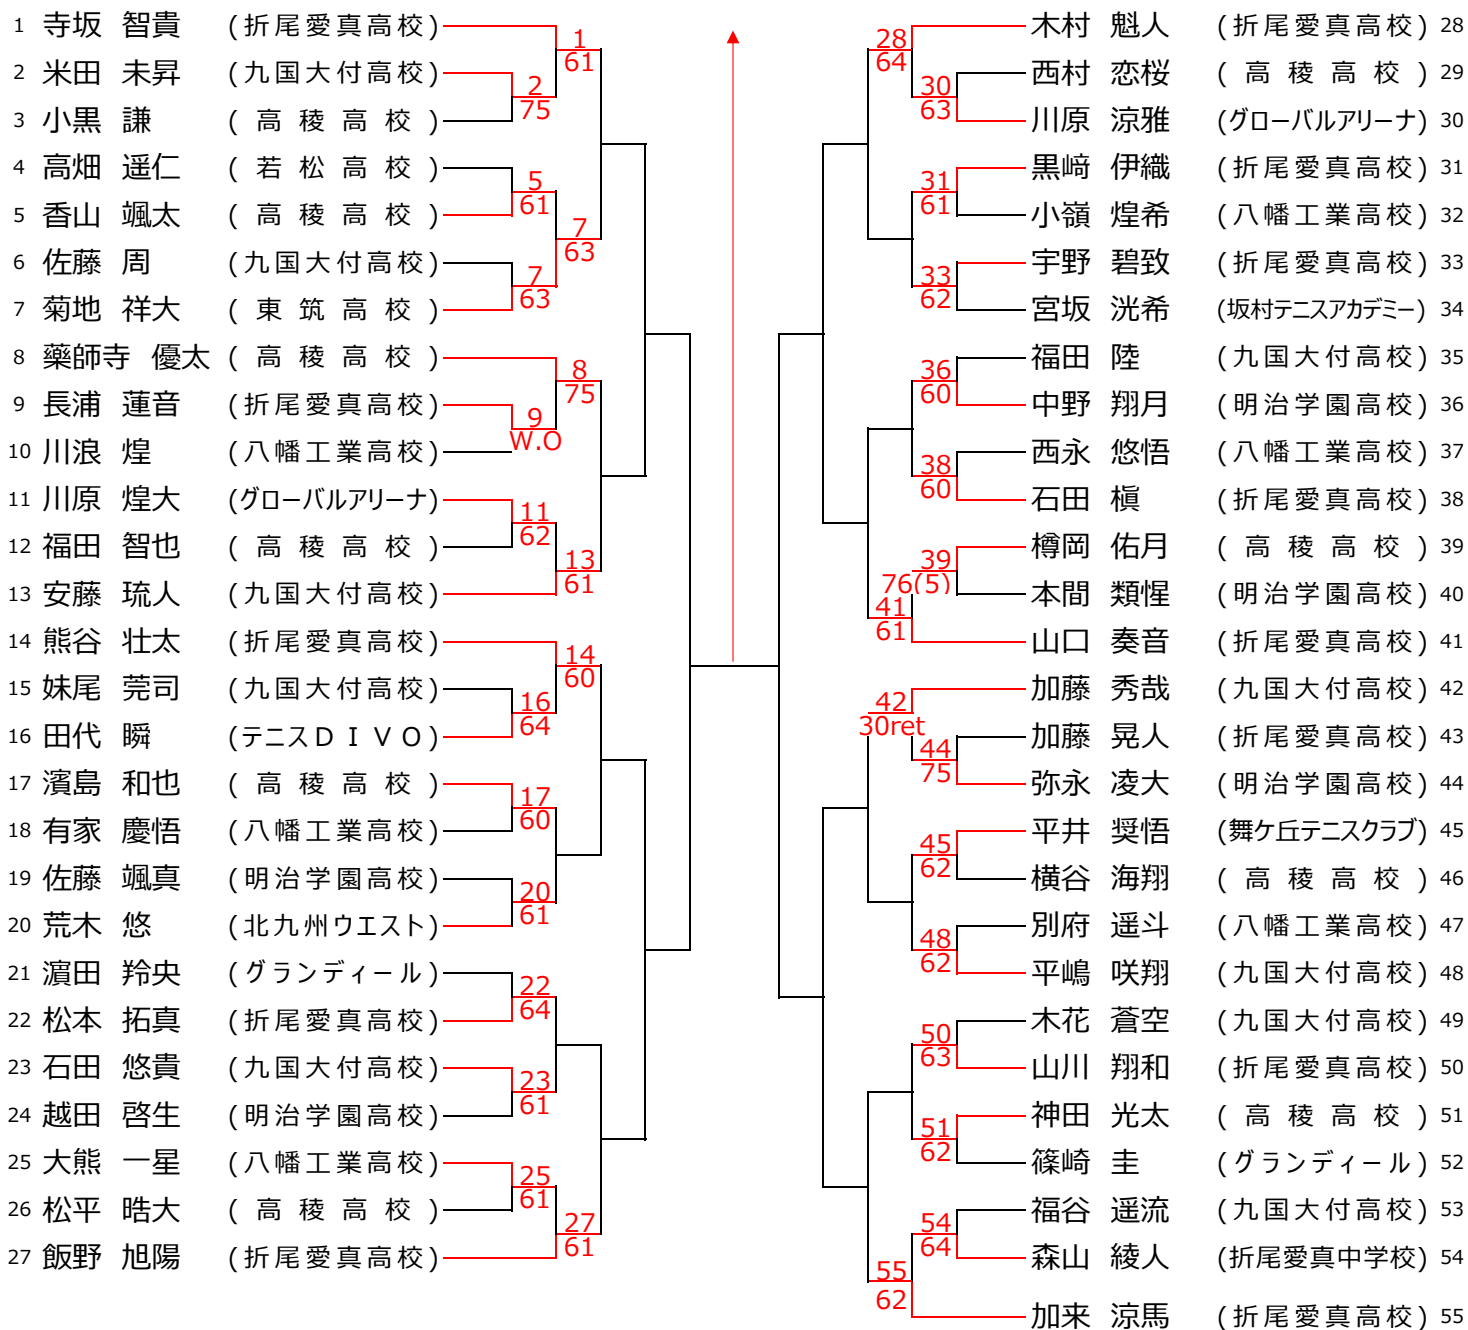 1 寺坂 智貴 (折尾愛真高校)
2 米田 未昇 (九国大付高校)
3 小黒 謙 (高稜高校)
4 高畑 遥仁 (若松高校)
5 香山 颯太 (高稜高校)
6 佐藤 周 (九国大付高校)
7 菊地 祥大 (東筑高校)
8 藥師寺 優太 (高稜高校)
9 長浦 蓮音 (折尾愛真高校)
10 川浪 煌 (八幡工業高校)
11 川原 煌大 (グローバルアリーナ)
12 福田 智也 (高稜高校)
13 安藤 琉人 (九国大付高校)
14 熊谷 壮太 (折尾愛真高校)
15 妹尾 莞司 (九国大付高校)
16 田代 瞬 (テニスDIVO)
17 濱島 和也 (高稜高校)
18 有家 慶悟 (八幡工業高校)
19 佐藤 颯真 (明治学園高校)
20 荒木 悠 (北九州ウエスト)
21 濵田 羚央 (グランディール)
22 松本 拓真 (折尾愛真高校)
23 石田 悠貴 (九国大付高校)
24 越田 啓生 (明治学園高校)
25 大熊 一星 (八幡工業高校)
26 松平 晧大 (高稜高校)
27 飯野 旭陽 (折尾愛真高校)
2
75
5
61
7
63
9
W.O
11
62
16
64
17
60
20
61
22
64
23
61
25
61
1
61
7
63
8
75
13
61
14
60
27
61
28
64
41
61
42
30ret
55
62
30
63
31
61
33
62
36
60
38
60
39
76(5)
44
75
45
62
48
62
50
63
51
62
54
64
木村 魁人 (折尾愛真高校) 28
西村 恋桜 (高稜高校) 29
川原 涼雅 (グローバルアリーナ) 30
黒﨑 伊織 (折尾愛真高校) 31
小嶺 煌希 (八幡工業高校) 32
宇野 碧致 (折尾愛真高校) 33
宮坂 洸希 (坂村テニスアカデミー) 34
福田 陸 (九国大付高校) 35
中野 翔月 (明治学園高校) 36
西永 悠悟 (八幡工業高校) 37
石田 槇 (折尾愛真高校) 38
樽岡 佑月 (高稜高校) 39
本間 類惺 (明治学園高校) 40
山口 奏音 (折尾愛真高校) 41
加藤 秀哉 (九国大付高校) 42
加藤 晃人 (折尾愛真高校) 43
弥永 凌大 (明治学園高校) 44
平井 奨悟 (舞ケ丘テニスクラブ) 45
横谷 海翔 (高稜高校) 46
別府 遥斗 (八幡工業高校) 47
平嶋 咲翔 (九国大付高校) 48
木花 蒼空 (九国大付高校) 49
山川 翔和 (折尾愛真高校) 50
神田 光太 (高稜高校) 51
篠崎 圭 (グランディール) 52
福谷 遥流 (九国大付高校) 53
森山 綾人 (折尾愛真中学校) 54
加来 涼馬 (折尾愛真高校) 55